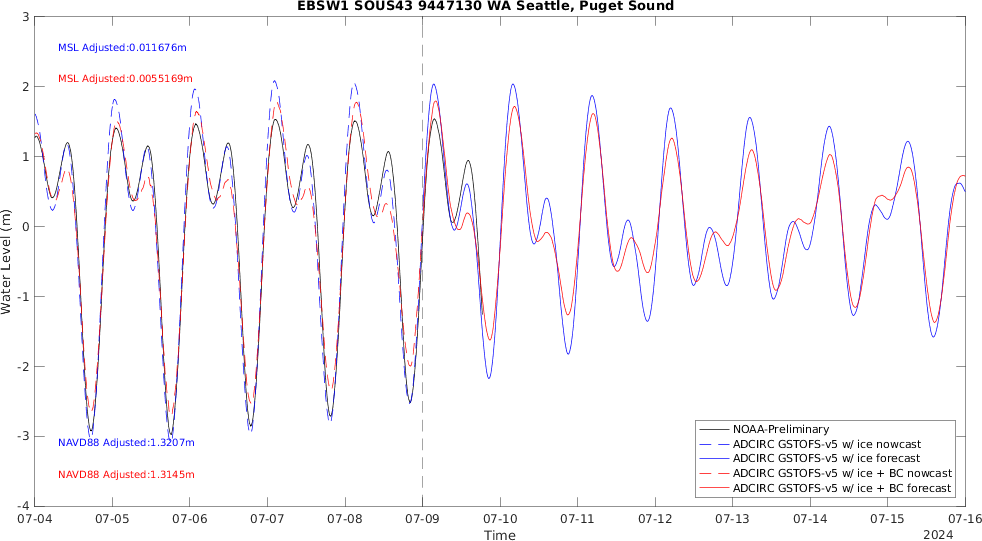 EBSW1 SOUS43 9447130 WA Seattle, Puget Sound
Water Level (m)
3
2
1
0
-1
-2
-3
-4
MSL Adjusted:0.011676m
MSL Adjusted:0.0055169m
NAVD88 Adjusted:1.3207m
NAVD88 Adjusted:1.3145m
NOAA-Preliminary
ADCIRC GSTOFS-v5 w/ ice nowcast
ADCIRC GSTOFS-v5 w/ ice forecast
ADCIRC GSTOFS-v5 w/ ice + BC nowcast
ADCIRC GSTOFS-v5 w/ ice + BC forecast
07-04 07-05 07-06 07-07 07-08 07-09 07-10 07-11 07-12 07-13 07-14 07-15 07-16
Time
2024